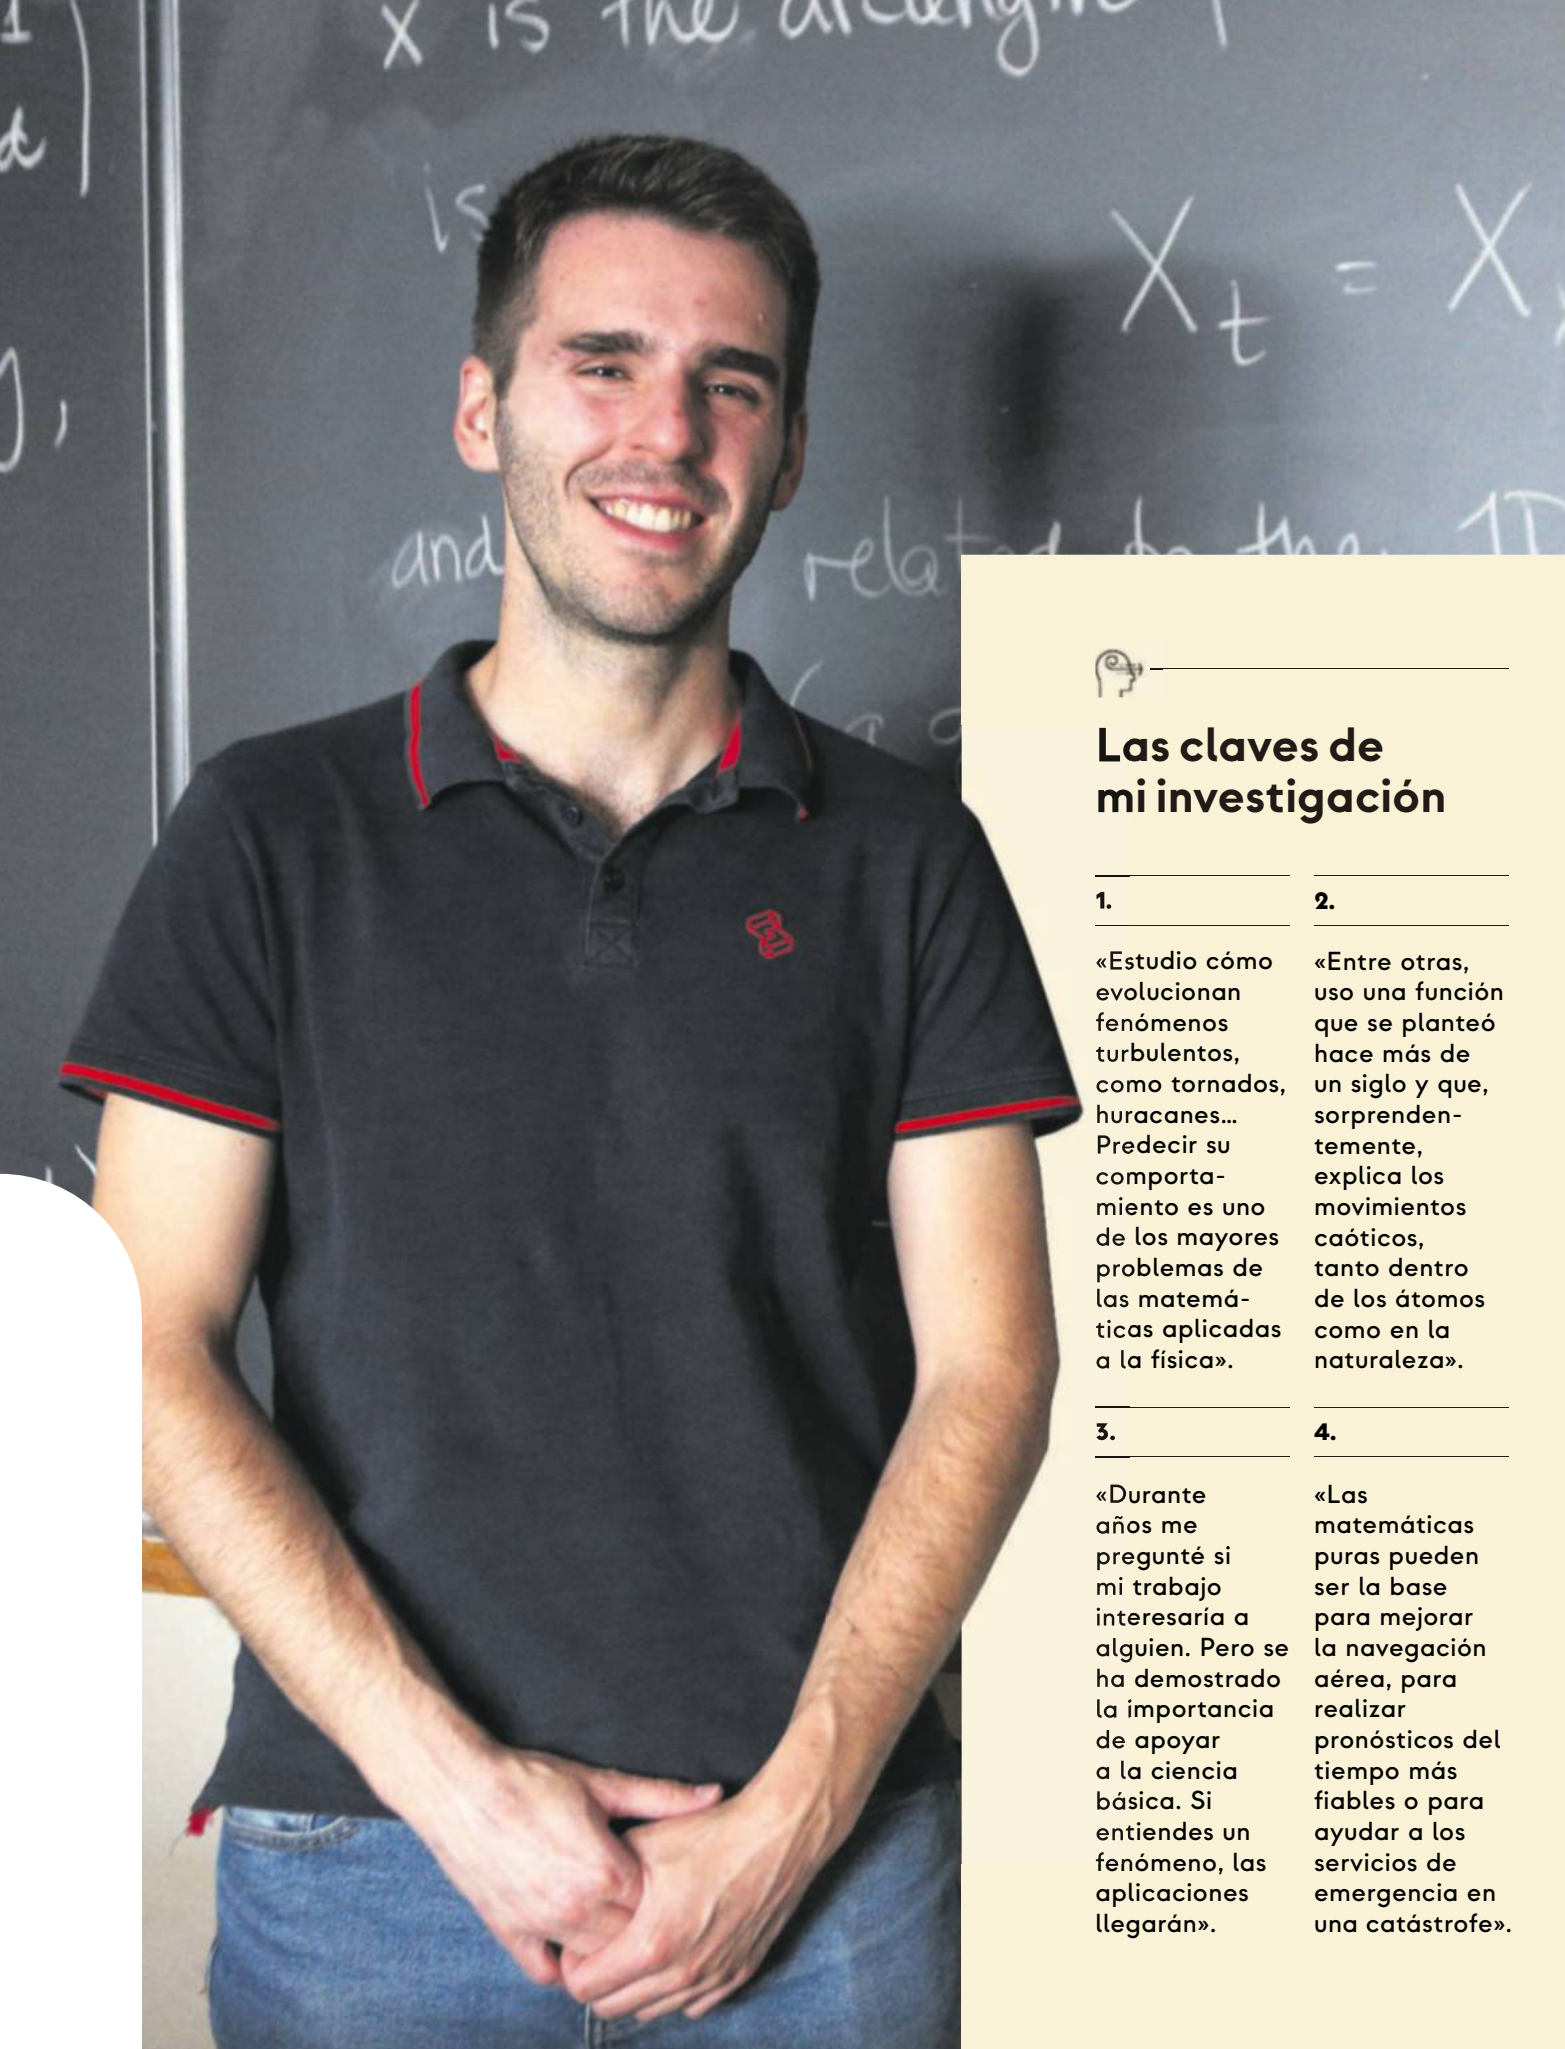 x is the arclength
is
X_t = X
and related to the 1D
Las claves de
mi investigación
1.
«Estudio cómo
evolucionan
fenómenos
turbulentos,
como tornados,
huracanes…
Predecir su
comporta-
miento es uno
de los mayores
problemas de
las matemá-
ticas aplicadas
a la física».
2.
«Entre otras,
uso una función
que se planteó
hace más de
un siglo y que,
sorprenden-
temente,
explica los
movimientos
caóticos,
tanto dentro
de los átomos
como en la
naturaleza».
3.
«Durante
años me
pregunté si
mi trabajo
interesaría a
alguien. Pero se
ha demostrado
la importancia
de apoyar
a la ciencia
básica. Si
entiendes un
fenómeno, las
aplicaciones
llegarán».
4.
«Las
matemáticas
puras pueden
ser la base
para mejorar
la navegación
aérea, para
realizar
pronósticos del
tiempo más
fiables o para
ayudar a los
servicios de
emergencia en
una catástrofe».